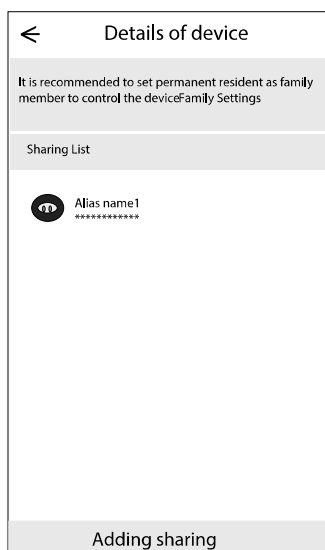 Details of device
It is recommended to set permanent resident as family
member to control the deviceFamily Settings
Sharing List
Alias name1
************
Adding sharing